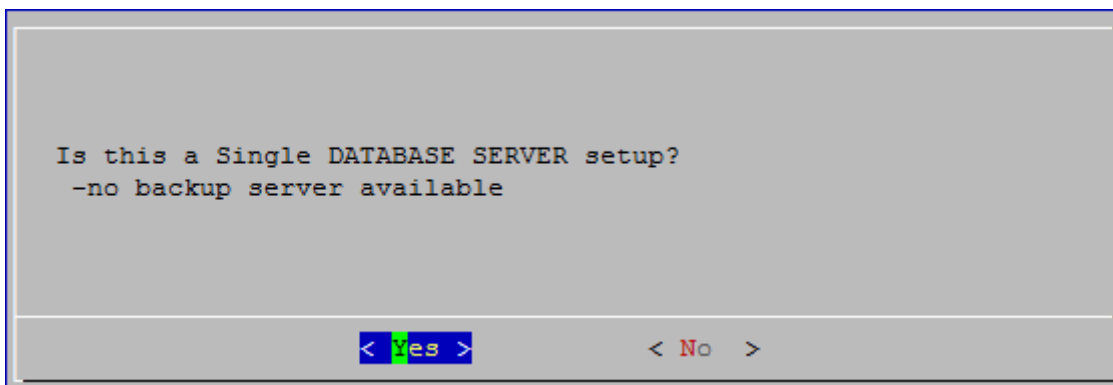 Is this a Single DATABASE SERVER setup?
-no backup server available
< Yes > < No >